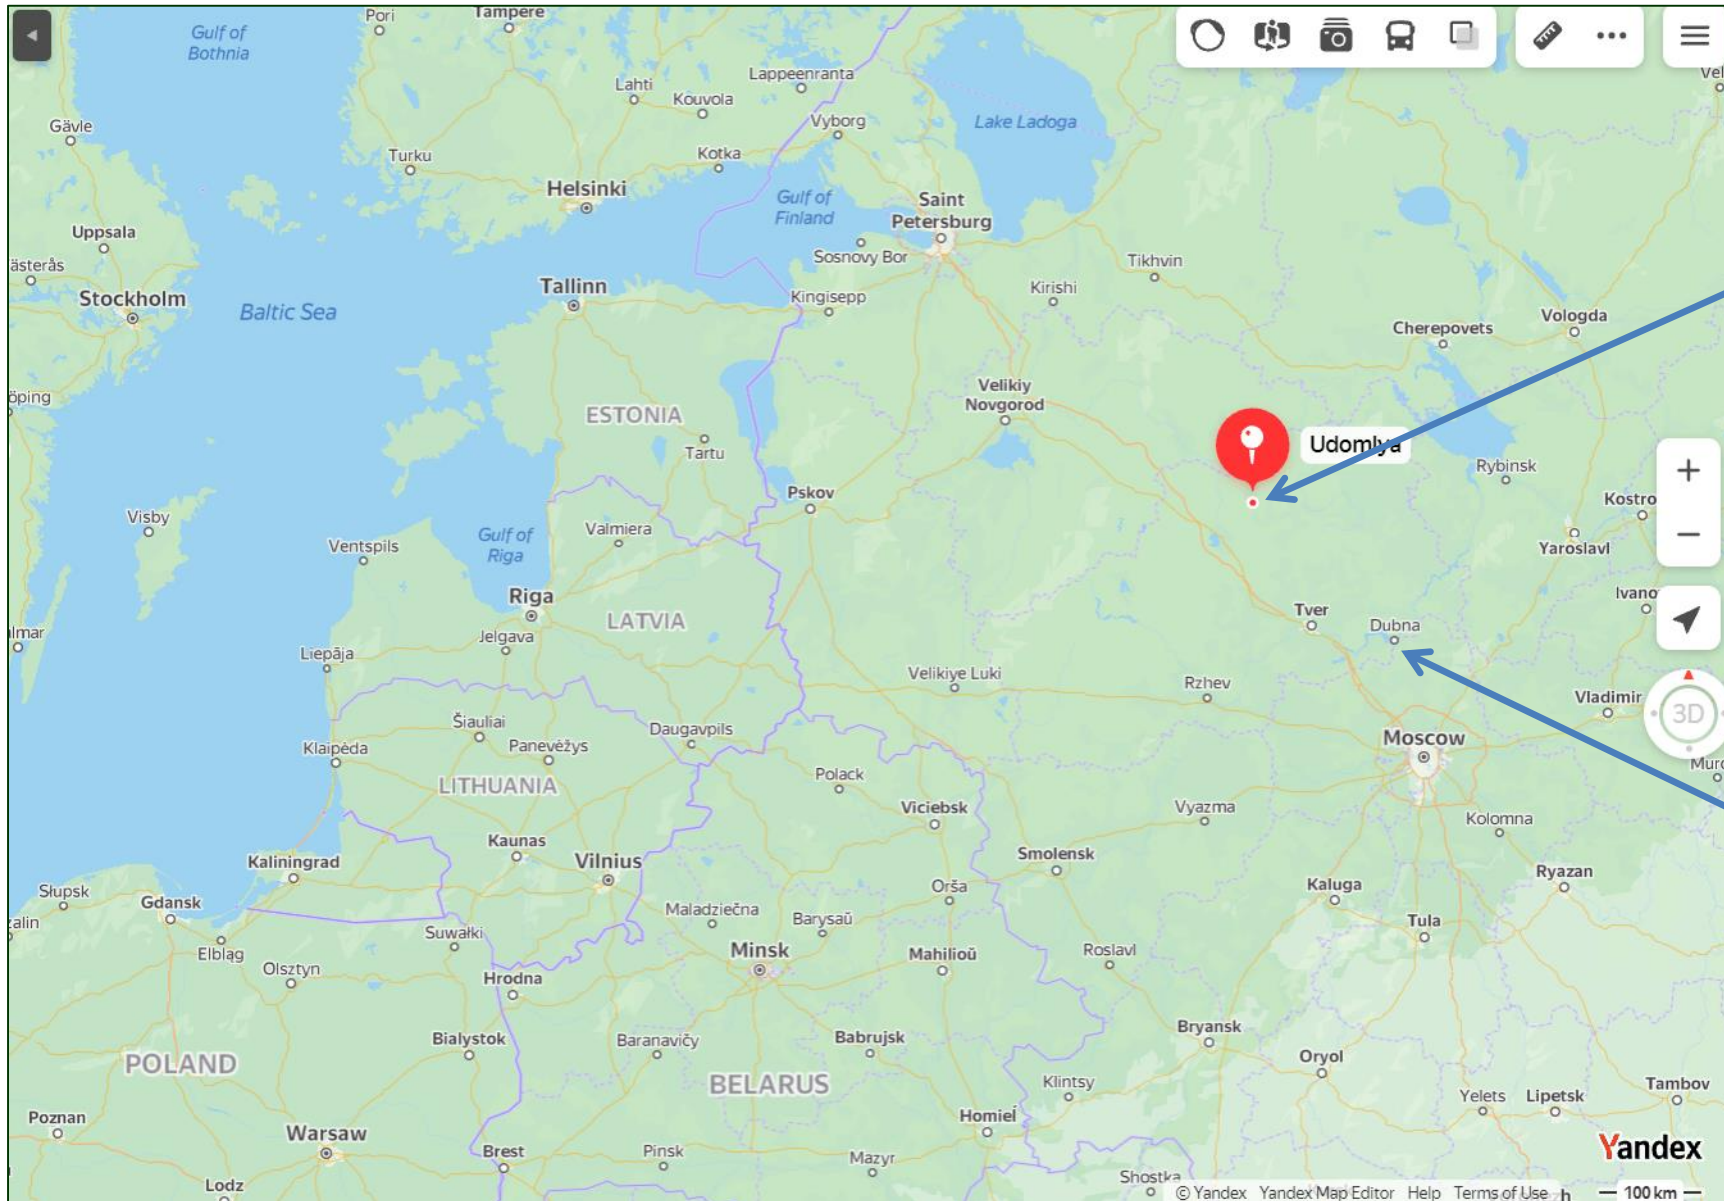 Pori
Tampere
Gulf of
Bothnia
Lahti
Kouvola
Lappeenranta
Gävle
Turku
Kotka
Vyborg
Lake Ladoga
Helsinki
Gulf of
Finland
Saint
Petersburg
Uppsala
Sosnovy Bor
Tikhvin
Stockholm
Baltic Sea
Tallinn
Kingisepp
Kirishi
Cherepovets
Vologda
Velikiy
Novgorod
ESTONIA
Tartu
Udomlya
Rybinsk
+
Pskov
Kostro
Visby
Ventspils
Gulf of
Riga
Valmiera
Yaroslavl
−
Riga
Jelgava
LATVIA
Tver
Dubna
Ivano
Liepāja
Velikiye Luki
Rzhev
Vladimir
3D
Šiauliai
Panevėžys
Klaipėda
Daugavpils
Moscow
LITHUANIA
Polack
Viciebsk
Vyazma
Kolomna
Kaunas
Vilnius
Kaliningrad
Smolensk
Ryazan
Słupsk
Gdansk
Orša
Kaluga
Maladziečna
Barysaŭ
Tula
Elbląg
Suwałki
Olsztyn
Minsk
Mahilioŭ
Roslavl
Hrodna
Bialystok
Baranavičy
Babrujsk
Bryansk
Oryol
POLAND
BELARUS
Klintsy
Yelets
Lipetsk
Tambov
Poznan
Warsaw
Homieĺ
Brest
Pinsk
Mazyr
Yandex
Lodz
Shostka
© Yandex Yandex Map Editor Help Terms of Use
100 km